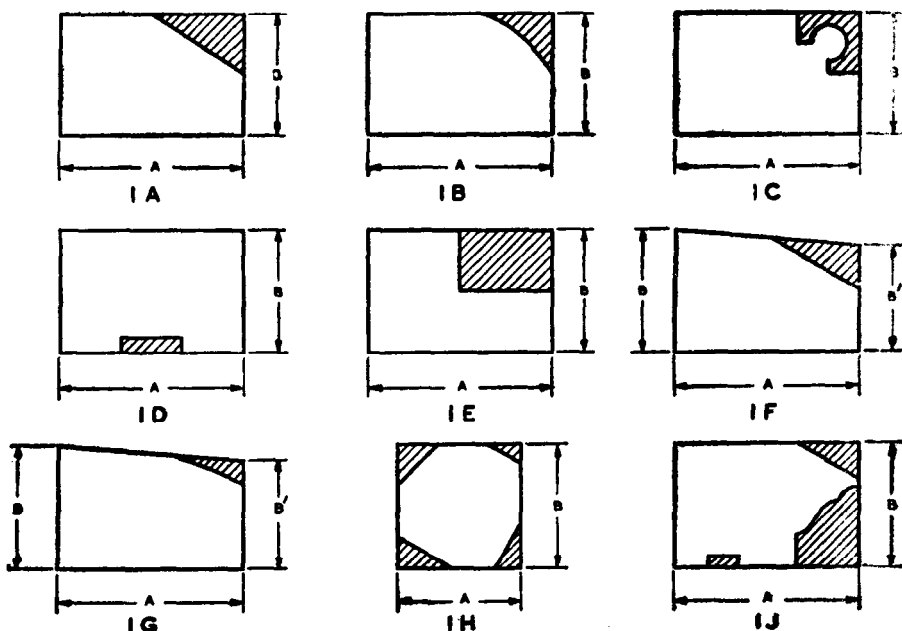 B B B
A A A
1A 1B 1C
B B B B'
A A A
1D 1E 1F
B B' B B
A A A
1G 1H 1J